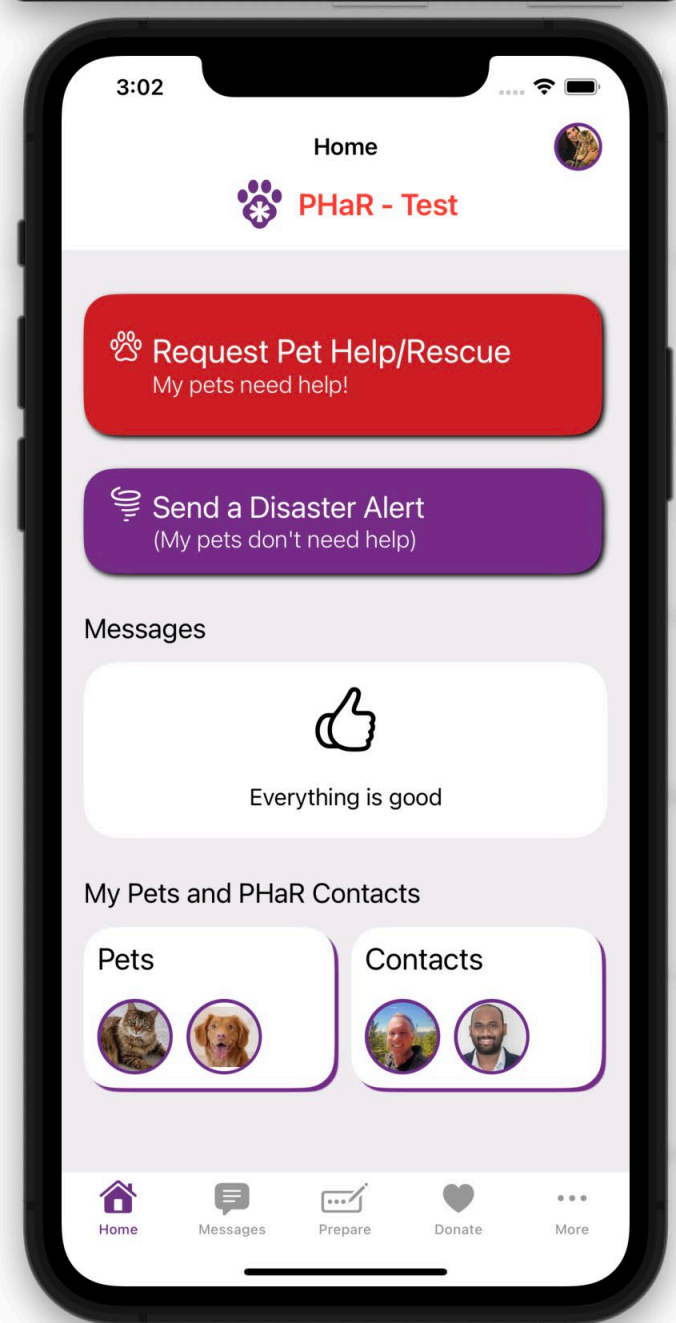 3:02
Home
PHaR - Test
Request Pet Help/Rescue
My pets need help!
Send a Disaster Alert
(My pets don't need help)
Messages
Everything is good
My Pets and PHaR Contacts
Pets
Contacts
Home
Messages
Prepare
Donate
More